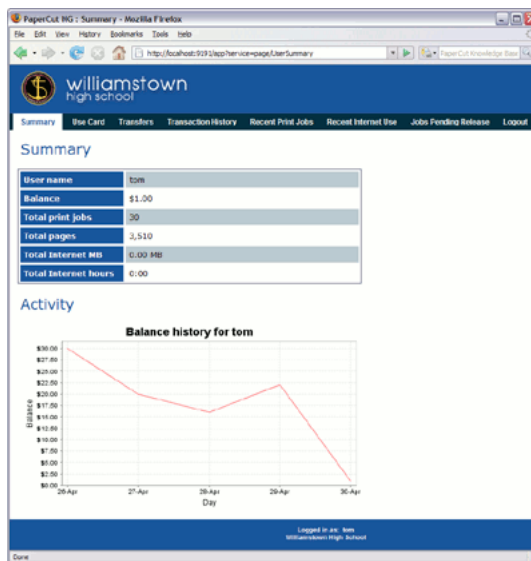 PaperCut NG : Summary - Mozilla Firefox
File Edit View History Bookmarks Tools Help
http://localhost:9191/app?service=page/UserSummary PaperCut Knowledge Base
williamstown
high school
Summary Use Card Transfers Transaction History Recent Print Jobs Recent Internet Use Jobs Pending Release Logout
Summary
User name tom
Balance $1.00
Total print jobs 30
Total pages 3,510
Total Internet MB 0.00 MB
Total Internet hours 0:00
Activity
Balance history for tom
$30.00
$27.50
$25.00
$22.50
$20.00
$17.50
$15.00
$12.50
$10.00
$7.50
$5.00
$2.50
$0.00
Balance
26-Apr 27-Apr 28-Apr 29-Apr 30-Apr
Day
Logged in as: tom
Williamstown High School
Done